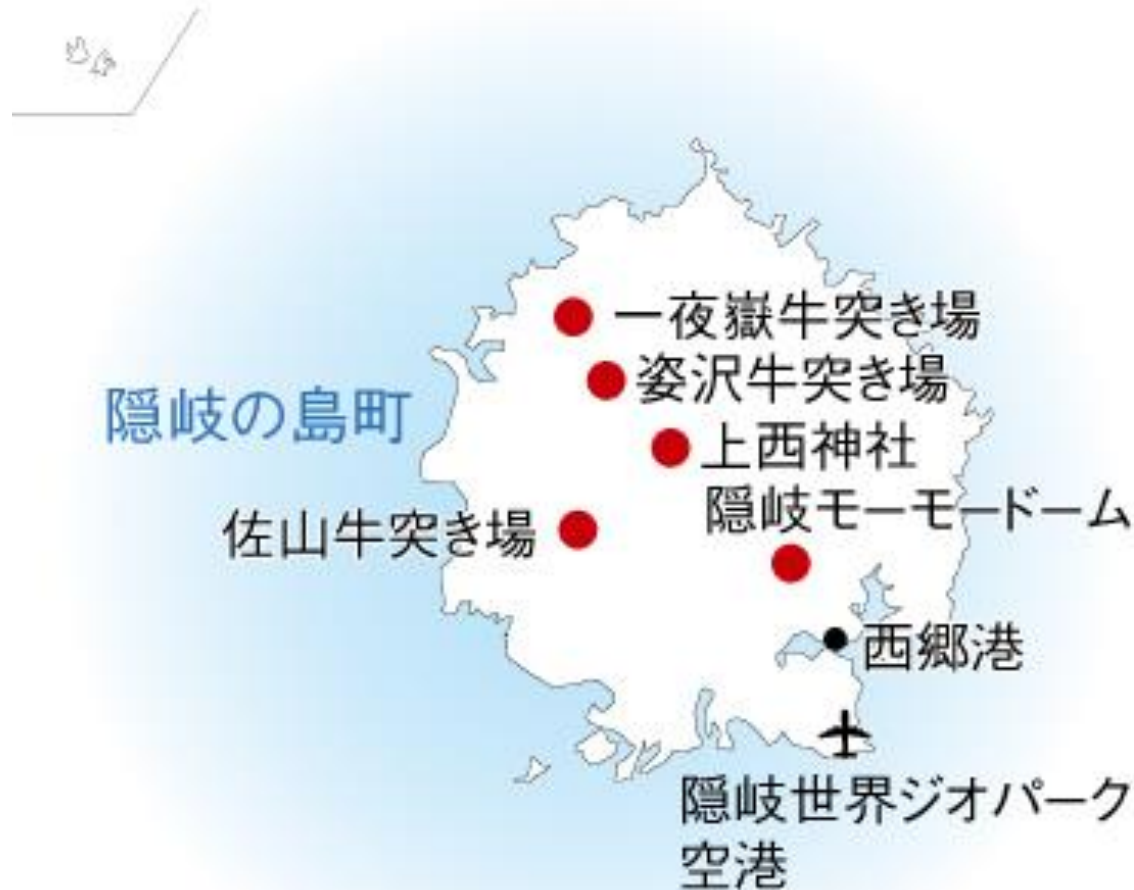 一夜嶽牛突き場
姿沢牛突き場
隠岐の島町
上西神社
隠岐モーモードーム
佐山牛突き場
西郷港
隠岐世界ジオパーク
空港